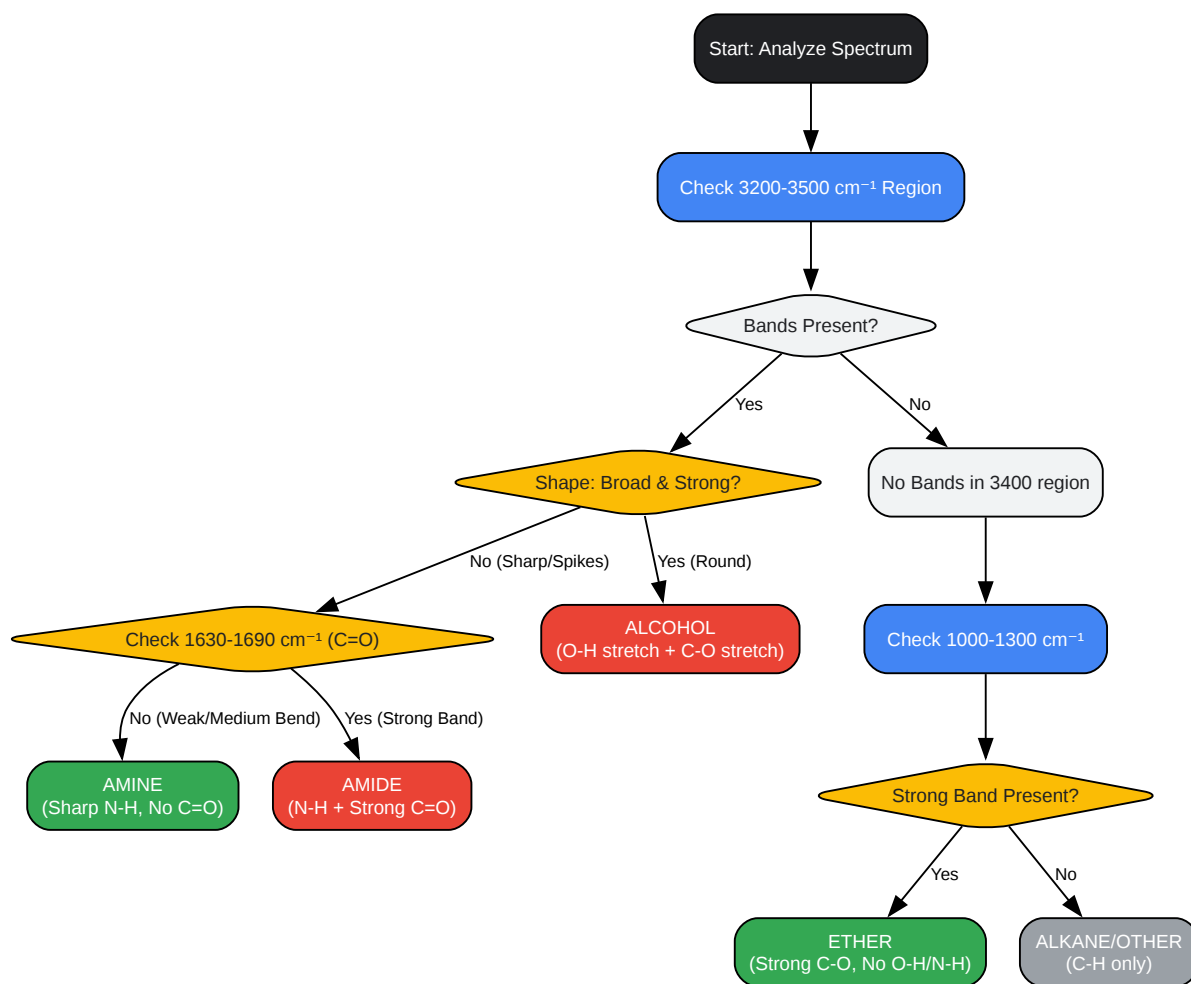 Start: Analyze Spectrum
Check 3200-3500 cm⁻¹ Region
Bands Present?
Yes
No
Shape: Broad & Strong?
No Bands in 3400 region
No (Sharp/Spikes)
Yes (Round)
Check 1630-1690 cm⁻¹ (C=O)
ALCOHOL
(O-H stretch + C-O stretch)
Check 1000-1300 cm⁻¹
No (Weak/Medium Bend)
Yes (Strong Band)
AMINE
(Sharp N-H, No C=O)
AMIDE
(N-H + Strong C=O)
Strong Band Present?
Yes
No
ETHER
(Strong C-O, No O-H/N-H)
ALKANE/OTHER
(C-H only)